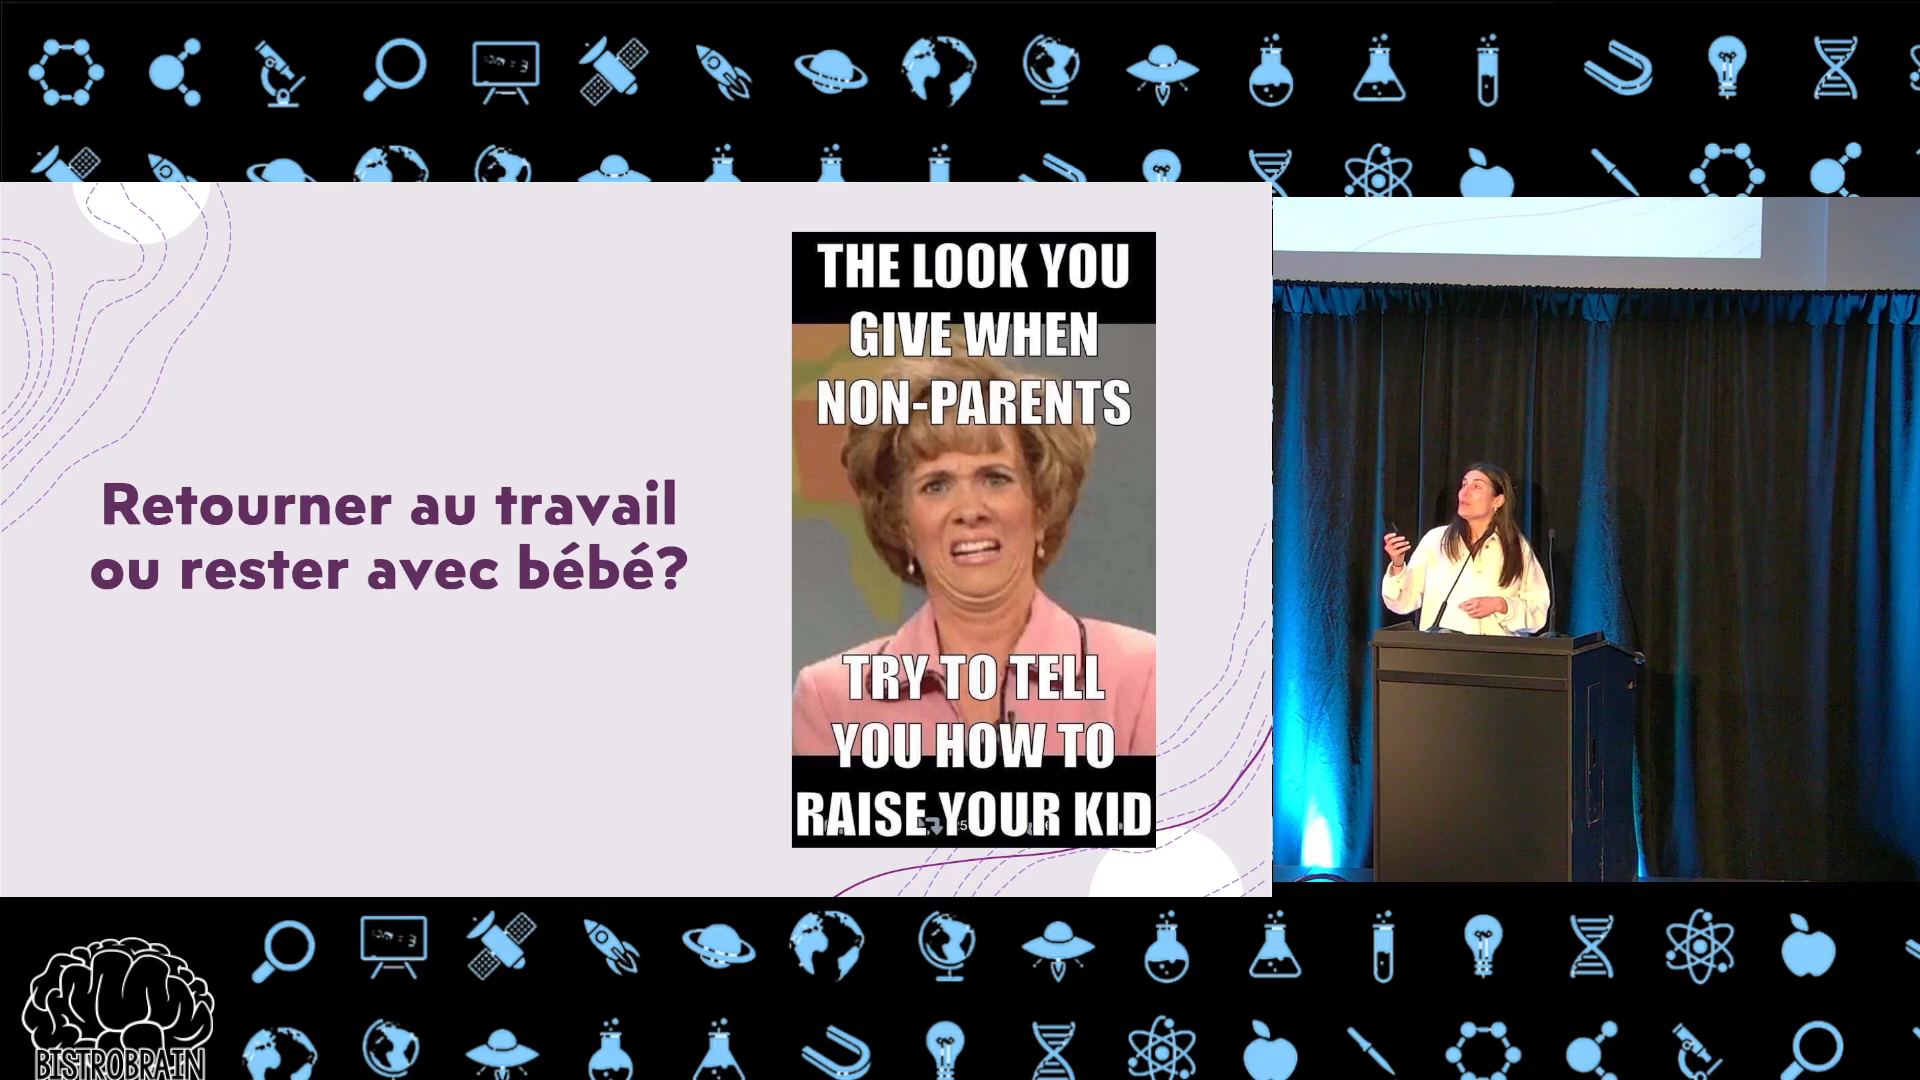 Retourner au travail
ou rester avec bébé?
THE LOOK YOU
GIVE WHEN
NON-PARENTS
TRY TO TELL
YOU HOW TO
RAISE YOUR KID
BISTROBRAIN